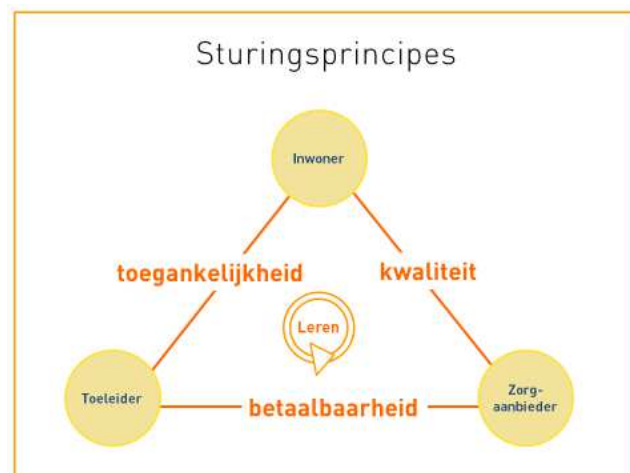 Sturingsprincipes
Inwoner
toegankelijkheid
kwaliteit
Leren
Toeleider
betaalbaarheid
Zorg-
aanbieder